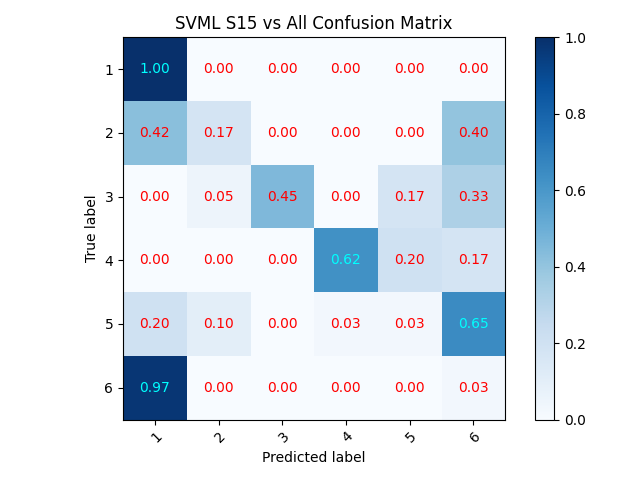 SVML S15 vs All Confusion Matrix
1 1.00 0.00 0.00 0.00 0.00 0.00
2 0.42 0.17 0.00 0.00 0.00 0.40
3 0.00 0.05 0.45 0.00 0.17 0.33
4 0.00 0.00 0.00 0.62 0.20 0.17
5 0.20 0.10 0.00 0.03 0.03 0.65
6 0.97 0.00 0.00 0.00 0.00 0.03
1 2 3 4 5 6
True label
Predicted label
1.0
0.8
0.6
0.4
0.2
0.0